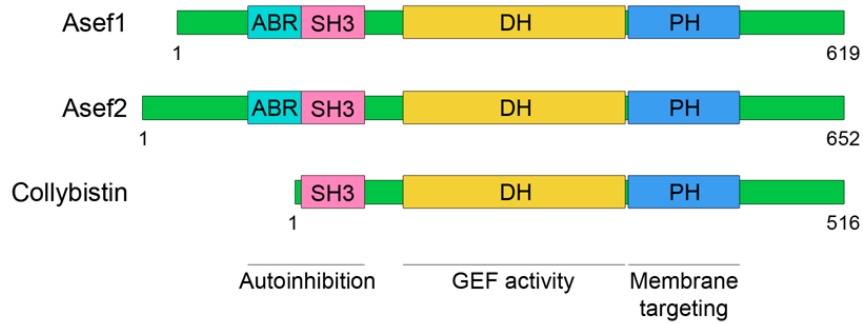 Asef1 ABR SH3 DH PH
1 619
Asef2 ABR SH3 DH PH
1 652
Collybistin SH3 DH PH
1 516
Autoinhibition GEF activity Membrane
targeting